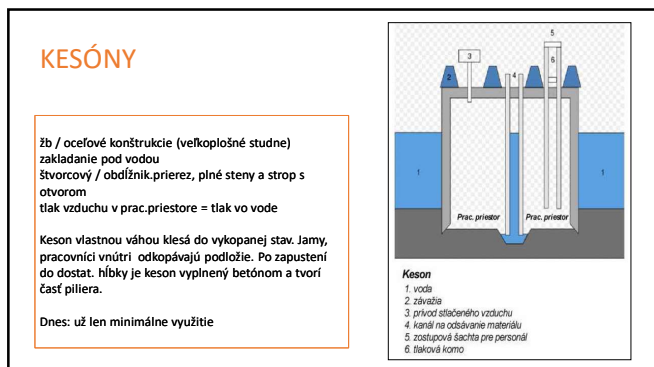 KESÓNY
žb / oceľové konštrukcie (veľkoplošné studne)
zakladanie pod vodou
štvorcový / obdĺžnik.prierez, plné steny a strop s
otvorom
tlak vzduchu v prac.priestore = tlak vo vode
Keson vlastnou váhou klesá do vykopanej stav. Jamy,
pracovníci vnútri odkopávajú podložie. Po zapustení
do dostat. hĺbky je keson vyplnený betónom a tvorí
časť piliera.
Dnes: už len minimálne využitie
5
3
6
2
4
1
1
Prac. priestor
Prac. priestor
Keson
1. voda
2. závažia
3. prívod stlačeného vzduchu
4. kanál na odsávanie materiálu
5. zostupová šachta pre personál
6. tlaková komo